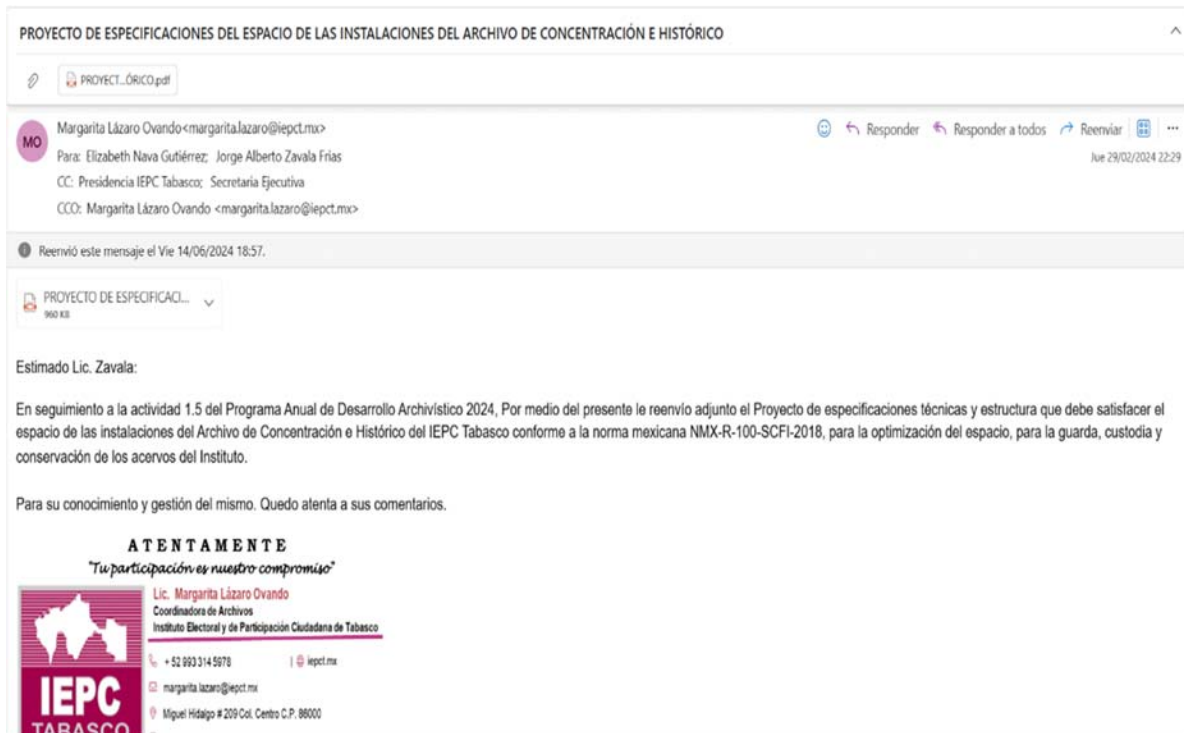 PROYECTO DE ESPECIFICACIONES DEL ESPACIO DE LAS INSTALACIONES DEL ARCHIVO DE CONCENTRACIÓN E HISTÓRICO
PROYECT...ÓRICO.pdf
MO
Margarita Lázaro Ovando<margarita.lazaro@iepct.mx>
Responder Responder a todos Reenviar ...
Para: Elizabeth Nava Gutiérrez; Jorge Alberto Zavala Frias
Jue 29/02/2024 22:29
CC: Presidencia IEPC Tabasco; Secretaria Ejecutiva
CCO: Margarita Lázaro Ovando <margarita.lazaro@iepct.mx>
Reenvió este mensaje el Vie 14/06/2024 18:57.
PROYECTO DE ESPECIFICACI...
960 KB
Estimado Lic. Zavala:
En seguimiento a la actividad 1.5 del Programa Anual de Desarrollo Archivístico 2024, Por medio del presente le reenvío adjunto el Proyecto de especificaciones técnicas y estructura que debe satisfacer el
espacio de las instalaciones del Archivo de Concentración e Histórico del IEPC Tabasco conforme a la norma mexicana NMX-R-100-SCFI-2018, para la optimización del espacio, para la guarda, custodia y
conservación de los acervos del Instituto.
Para su conocimiento y gestión del mismo. Quedo atenta a sus comentarios.
ATENTAMENTE
"Tu participación es nuestro compromiso"
Lic. Margarita Lázaro Ovando
Coordinadora de Archivos
Instituto Electoral y de Participación Ciudadana de Tabasco
+ 52 993 314 5978 | iepct.mx
margarita.lazaro@iepct.mx
Miguel Hidalgo # 209 Col. Centro C.P. 86000
IEPC
TABASCO